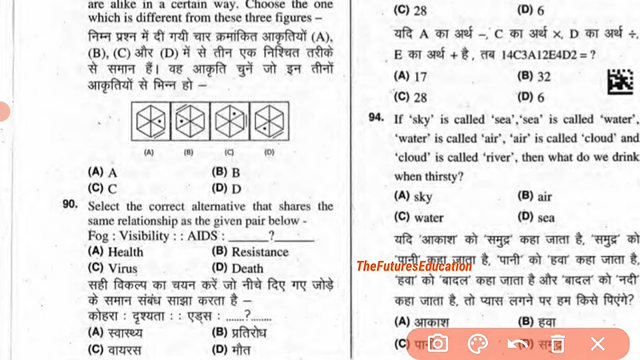 are alike in a certain way. Choose the one
which is different from these three figures –
निम्न प्रश्न में दी गयी चार क्रमांकित आकृतियों (A),
(B), (C) और (D) में से तीन एक निश्चित तरीके
से समान हैं। वह आकृति चुनें जो इन तीनों
आकृतियों से भिन्न हो –
(A) (B) (C) (D)
(A) A (B) B
(C) C (D) D
90. Select the correct alternative that shares the
same relationship as the given pair below -
Fog : Visibility : : AIDS : ______?______
(A) Health (B) Resistance
(C) Virus (D) Death
सही विकल्प का चयन करें जो नीचे दिए गए जोड़े
के समान संबंध साझा करता है –
कोहरा : दृश्यता : : एड्स : ......?........
(A) स्वास्थ्य (B) प्रतिरोध
(C) वायरस (D) मौत
(C) 28 (D) 6
यदि A का अर्थ –, C का अर्थ ×, D का अर्थ ÷,
E का अर्थ + है, तब 14C3A12E4D2 = ?
(A) 17 (B) 32
(C) 28 (D) 6
94. If ‘sky’ is called ‘sea’, ‘sea’ is called ‘water’,
‘water’ is called ‘air’, ‘air’ is called ‘cloud’ and
‘cloud’ is called ‘river’, then what do we drink
when thirsty?
(A) sky (B) air
(C) water (D) sea
यदि ‘आकाश’ को ‘समुद्र’ कहा जाता है, ‘समुद्र’ को
‘पानी’ कहा जाता है, ‘पानी’ को ‘हवा’ कहा जाता है,
TheFuturesEducation
‘हवा’ को ‘बादल’ कहा जाता है और ‘बादल’ को ‘नदी’
कहा जाता है, तो प्यास लगने पर हम किसे पिएंगे?
(A) आकाश (B) हवा
(C) (D) समुद्र